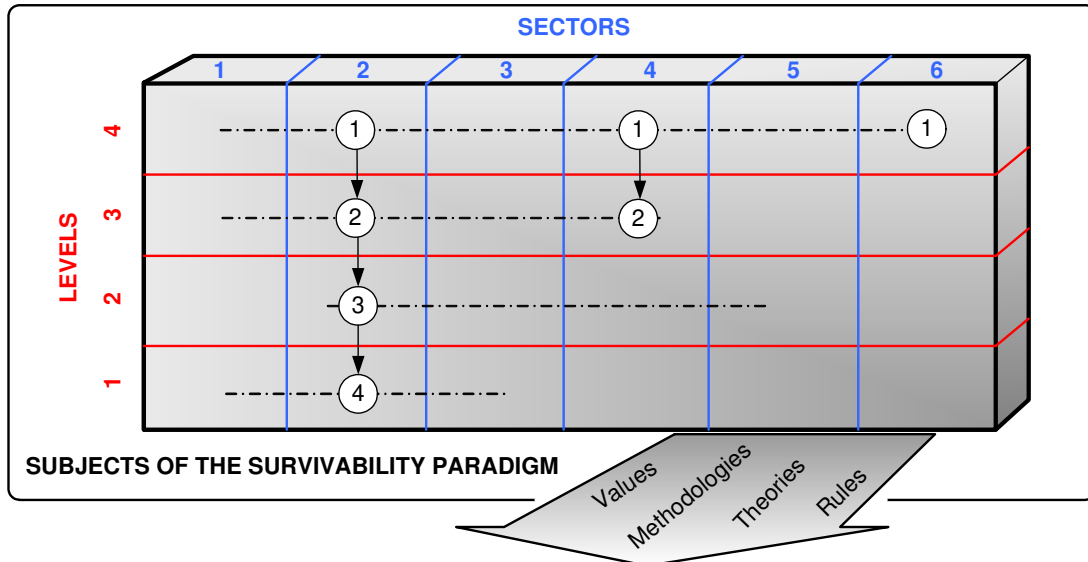 SECTORS
1 2 3 4 5 6
LEVELS
4
1 1 1
3
2 2
2
3
1
4
SUBJECTS OF THE SURVIVABILITY PARADIGM
Values
Methodologies
Theories
Rules